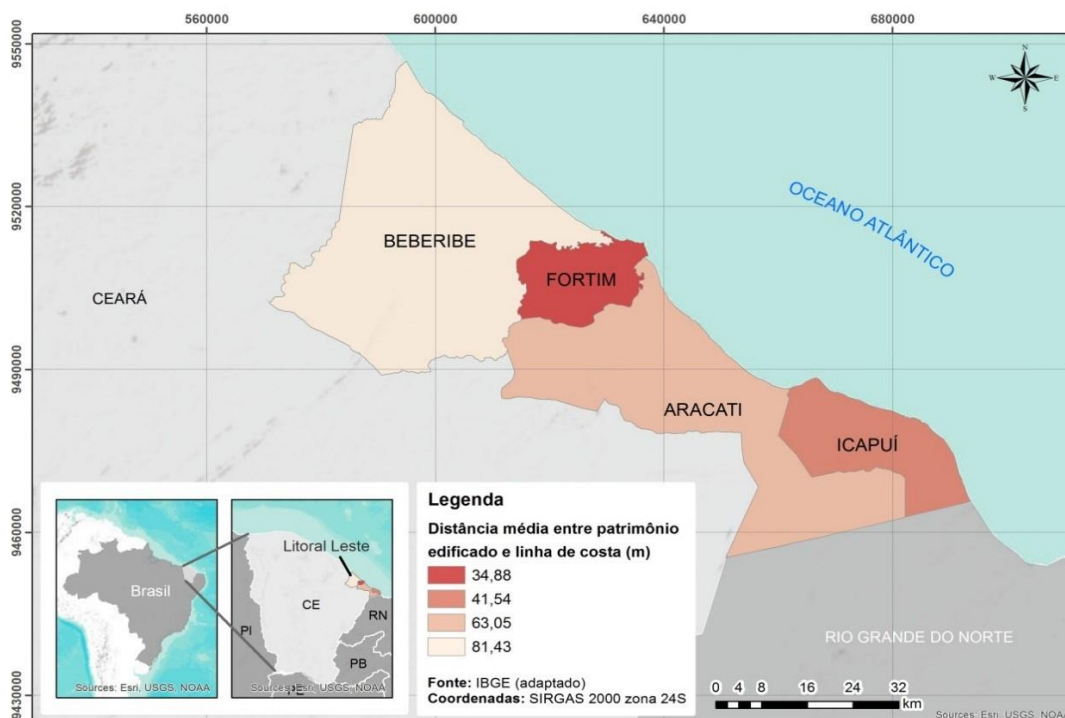 560000
600000
640000
680000
9550000
9520000
9490000
9460000
9430000
N
W
E
S
OCEANO ATLÂNTICO
BEBERIBE
FORTIM
CEARÁ
ARACATI
ICAPUÍ
RIO GRANDE DO NORTE
Brasil
Sources: Esri, USGS, NOAA
Litoral Leste
CE
PI
RN
PB
PE
Sources: Esri, USGS, NOAA
Legenda
Distância média entre patrimônio
edificado e linha de costa (m)
34,88
41,54
63,05
81,43
Fonte: IBGE (adaptado)
Coordenadas: SIRGAS 2000 zona 24S
0 4 8 16 24 32
km
Sources: Esri, USGS, NOAA